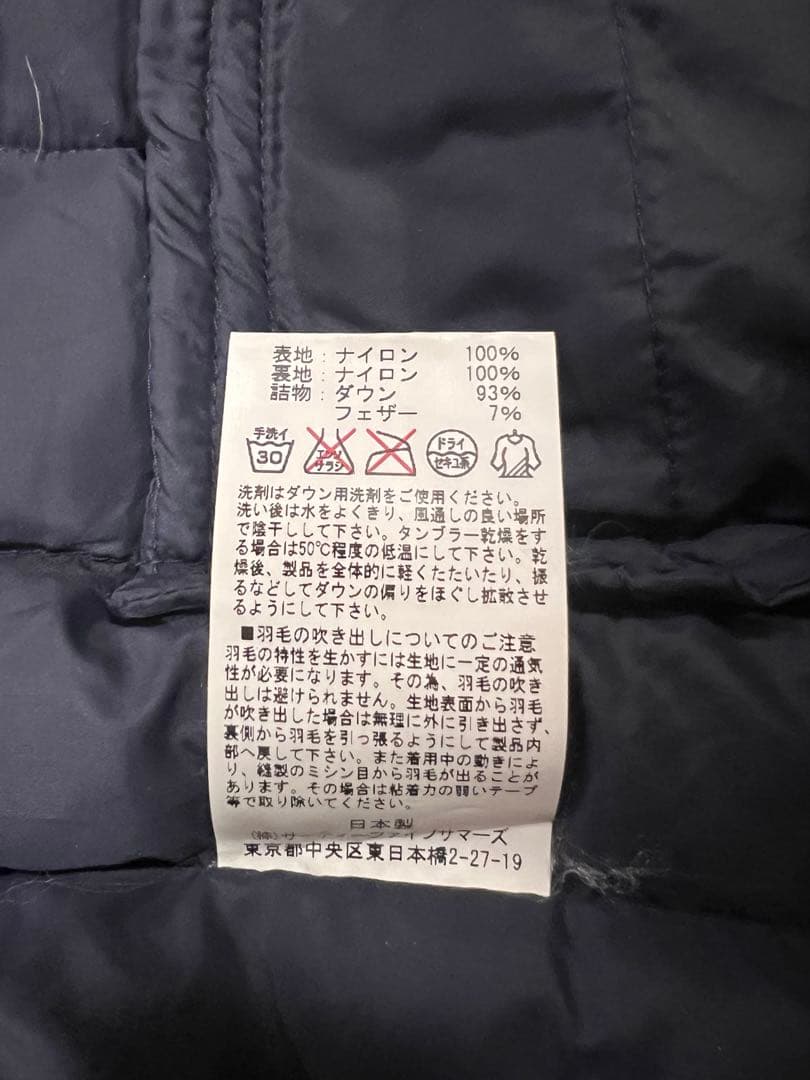 表地：ナイロン 100%
裏地：ナイロン 100%
詰物：ダウン 93%
フェザー 7%
手洗イ 30 エンソ サラシ ドライ セキユ系
洗剤はダウン用洗剤をご使用ください。
洗い後は水をよくきり、風通しの良い場所
で陰干しして下さい。タンブラー乾燥をす
る場合は50℃程度の低温にして下さい。乾
燥後、製品を全体的に軽くたたいたり、振
るなどしてダウンの偏りをほぐし拡散させ
るようにして下さい。
■羽毛の吹き出しについてのご注意
羽毛の特性を生かすには生地に一定の通気
性が必要になります。その為、羽毛の吹き
出しは避けられません。生地表面から羽毛
が吹き出した場合は無理に外に引き出さず、
裏側から羽毛を引っ張るようにして製品内
部へ戻して下さい。また着用中の動きによ
り、縫製のミシン目から羽毛が出ることが
あります。その場合は粘着力の弱いテープ
等で取り除いてください。
日本製
(株)サーティーファイブサマーズ
東京都中央区東日本橋2-27-19